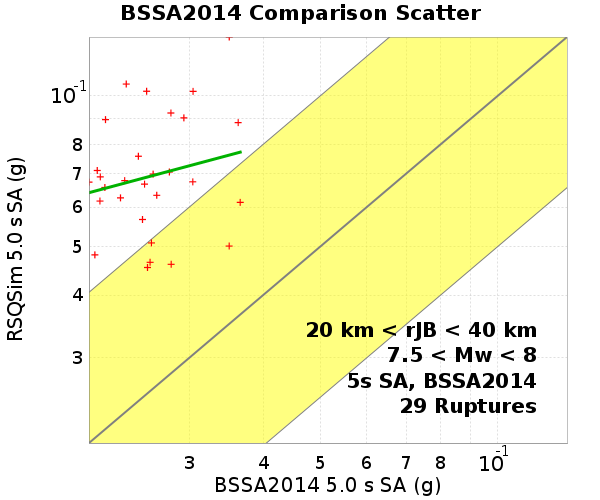 BSSA2014 Comparison Scatter
RSQSim 5.0 s SA (g)
10-1
8
7
6
5
4
3
20 km < rJB < 40 km
7.5 < Mw < 8
5s SA, BSSA2014
29 Ruptures
3 4 5 6 7 8 10-1
BSSA2014 5.0 s SA (g)